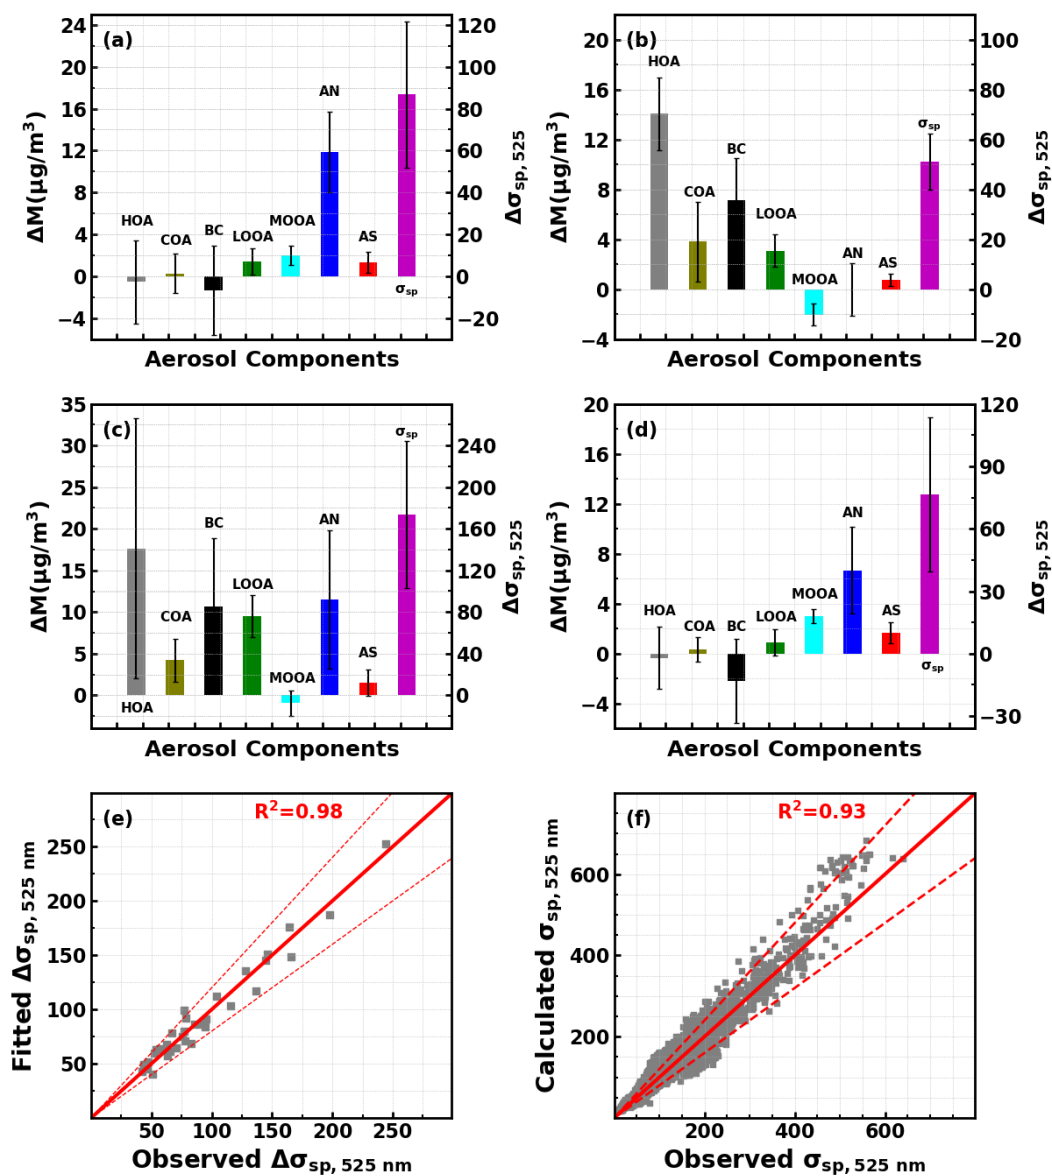 (a)
24
20
16
12
8
4
0
−4
ΔM(μg/m³)
HOA
COA
BC
LOOA
MOOA
AN
AS
σsp
120
100
80
60
40
20
0
−20
Δσsp, 525
Aerosol Components
(b)
20
16
12
8
4
0
−4
ΔM(μg/m³)
HOA
COA
BC
LOOA
MOOA
AN
AS
σsp
100
80
60
40
20
0
−20
Δσsp, 525
Aerosol Components
(c)
35
30
25
20
15
10
5
0
ΔM(μg/m³)
HOA
COA
BC
LOOA
MOOA
AN
AS
σsp
240
200
160
120
80
40
0
Δσsp, 525
Aerosol Components
(d)
20
16
12
8
4
0
−4
ΔM(μg/m³)
HOA
COA
BC
LOOA
MOOA
AN
AS
σsp
120
90
60
30
0
−30
Δσsp, 525
Aerosol Components
(e)
R²=0.98
250
200
150
100
50
Fitted Δσsp, 525 nm
50 100 150 200 250
Observed Δσsp, 525 nm
(f)
R²=0.93
600
400
200
Calculated σsp, 525 nm
200 400 600
Observed σsp, 525 nm